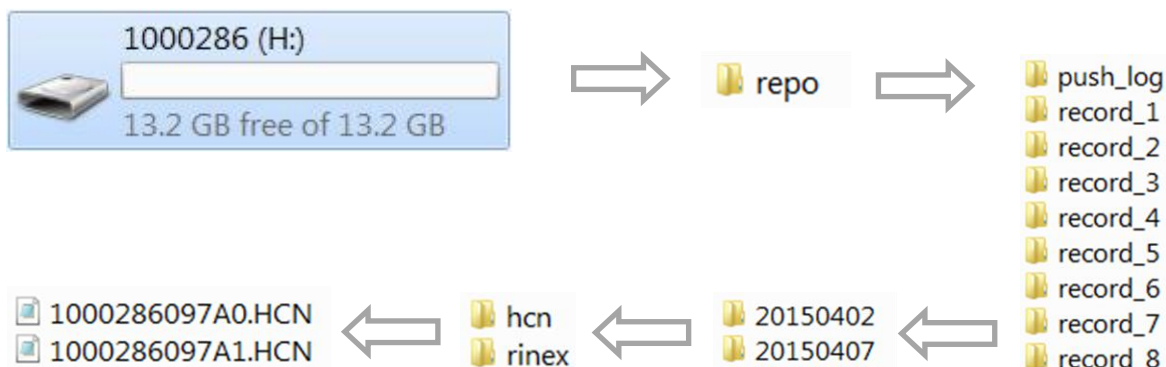 1000286 (H:)
13.2 GB free of 13.2 GB
repo
push_log
record_1
record_2
record_3
record_4
record_5
record_6
record_7
record_8
20150402
20150407
hcn
rinex
1000286097A0.HCN
1000286097A1.HCN